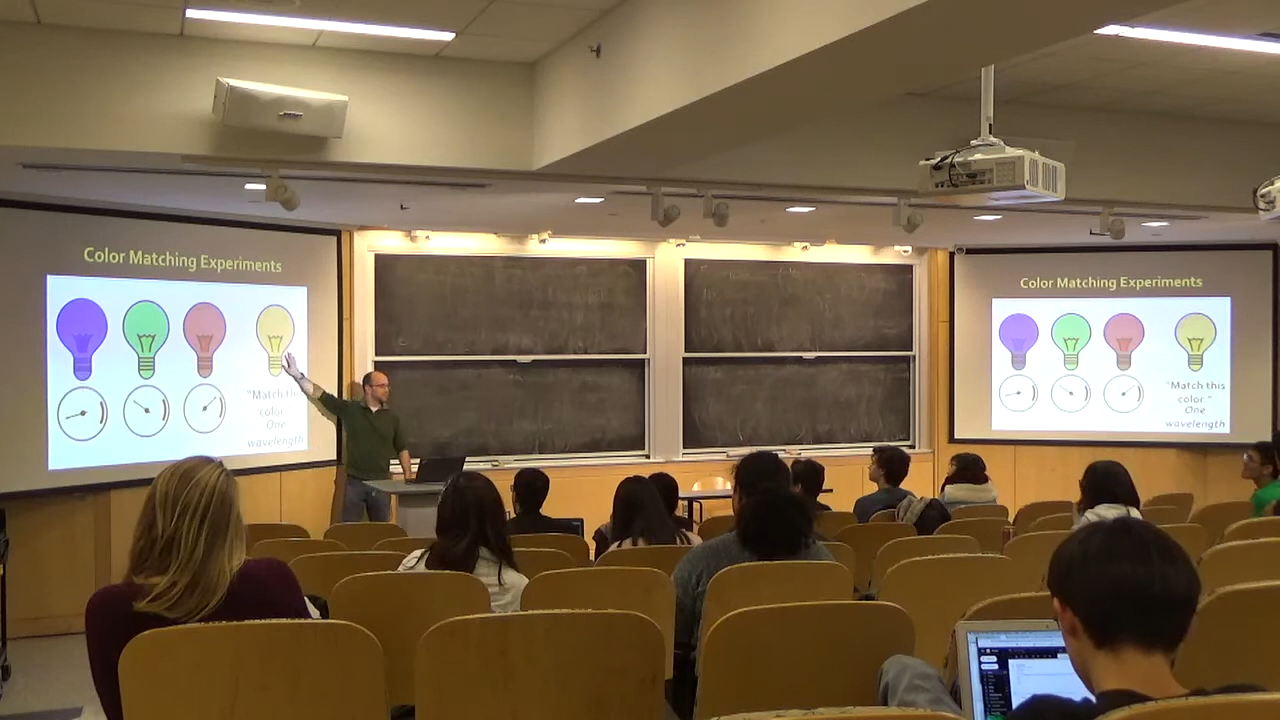 Color Matching Experiments
"Match this
color
One
wavelength
Color Matching Experiments
"Match this
color."
One
wavelength